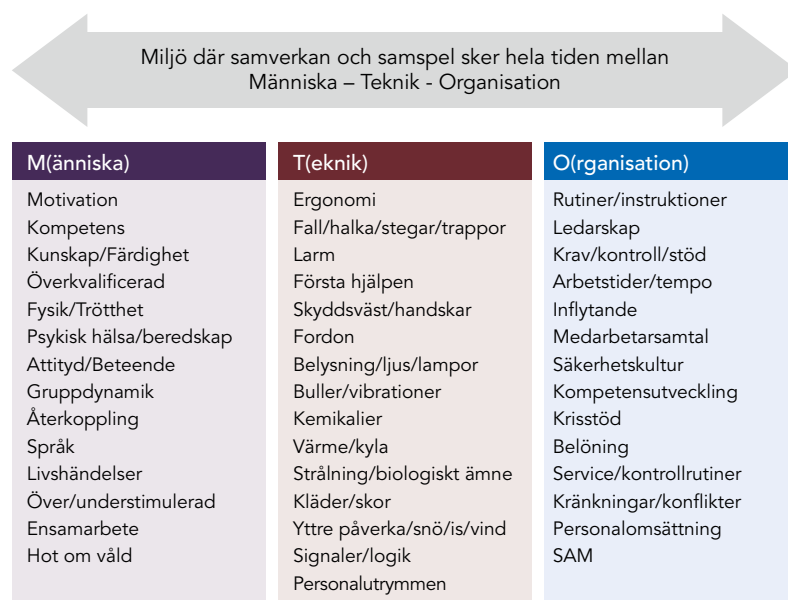 Miljö där samverkan och samspel sker hela tiden mellan
Människa – Teknik - Organisation
M(änniska)
Motivation
Kompetens
Kunskap/Färdighet
Överkvalificerad
Fysik/Trötthet
Psykisk hälsa/beredskap
Attityd/Beteende
Gruppdynamik
Återkoppling
Språk
Livshändelser
Över/understimulerad
Ensamarbete
Hot om våld
T(eknik)
Ergonomi
Fall/halka/stegar/trappor
Larm
Första hjälpen
Skyddsväst/handskar
Fordon
Belysning/ljus/lampor
Buller/vibrationer
Kemikalier
Värme/kyla
Strålning/biologiskt ämne
Kläder/skor
Yttre påverka/snö/is/vind
Signaler/logik
Personalutrymmen
O(rganisation)
Rutiner/instruktioner
Ledarskap
Krav/kontroll/stöd
Arbetstider/tempo
Inflytande
Medarbetarsamtal
Säkerhetskultur
Kompetensutveckling
Krisstöd
Belöning
Service/kontrollrutiner
Kränkningar/konflikter
Personalomsättning
SAM